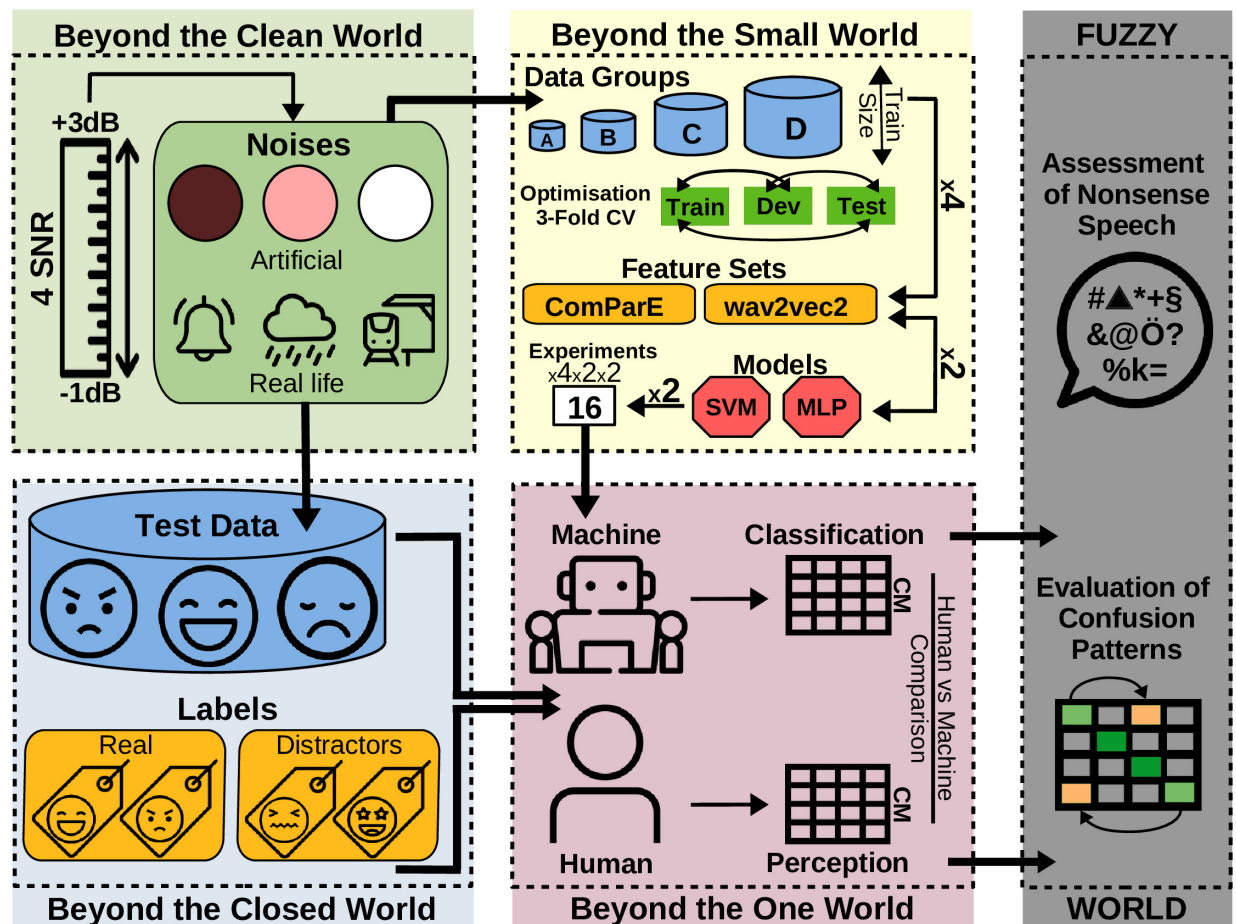 Beyond the Clean World
+3dB
4 SNR
-1dB
Noises
Artificial
Real life
Beyond the Small World
Data Groups
A
B
C
D
Train
Size
Optimisation
3-Fold CV
Train
Dev
Test
x4
Feature Sets
ComParE
wav2vec2
x2
Experiments
x4x2x2
16
x2
Models
SVM
MLP
Test Data
Labels
Real
Distractors
Beyond the Closed World
Machine
Classification
CM
Human vs Machine
Comparison
Human
Perception
CM
Beyond the One World
FUZZY
Assessment
of Nonsense
Speech
#▲*+§
&@Ö?
%k=
Evaluation of
Confusion
Patterns
WORLD